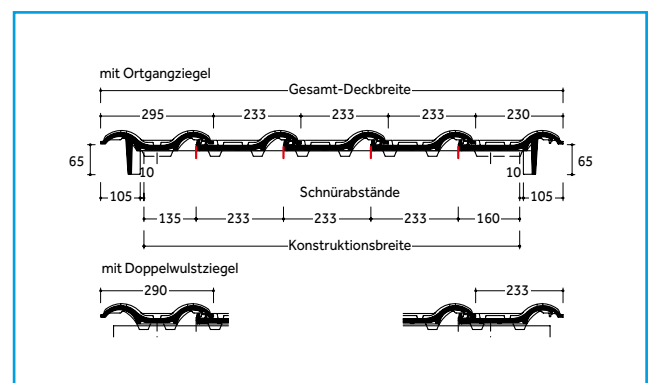 mit Ortgangziegel
Gesamt-Deckbreite
295 233 233 233 230
65 65
10 10
Schnürabstände
105 105
135 233 233 233 160
Konstruktionsbreite
mit Doppelwulstziegel
290 233